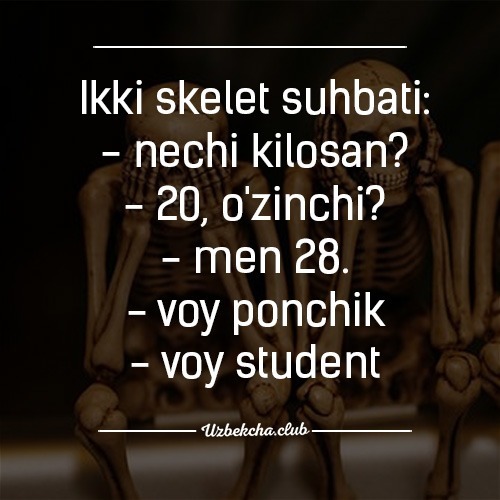 Ikki skelet suhbati:
– nechi kilosan?
– 20, o'zinchi?
– men 28.
– voy ponchik
– voy student
Uzbekcha.club